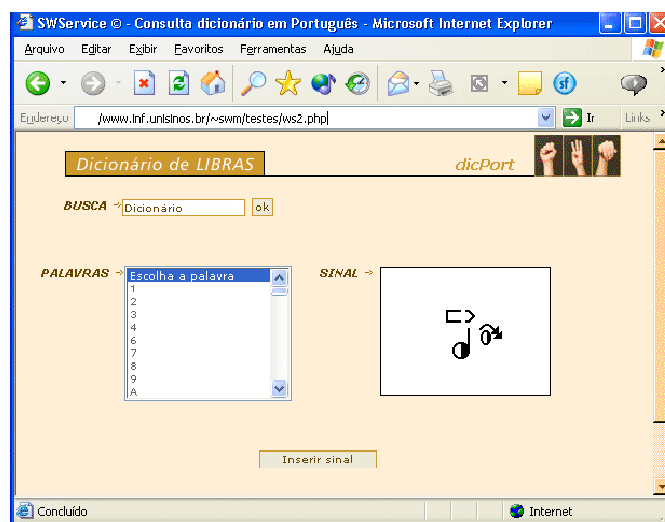 SWService © - Consulta dicionário em Português - Microsoft Internet Explorer
Arquivo Editar Exibir Favoritos Ferramentas Ajuda
Endereço /www.inf.unisinos.br/~swm/testes/ws2.php Ir Links
Dicionário de LIBRAS dicPort
BUSCA Dicionário ok
PALAVRAS Escolha a palavra SINAL
1
2
3
4
6
7
8
9
A
Inserir sinal
Concluído Internet